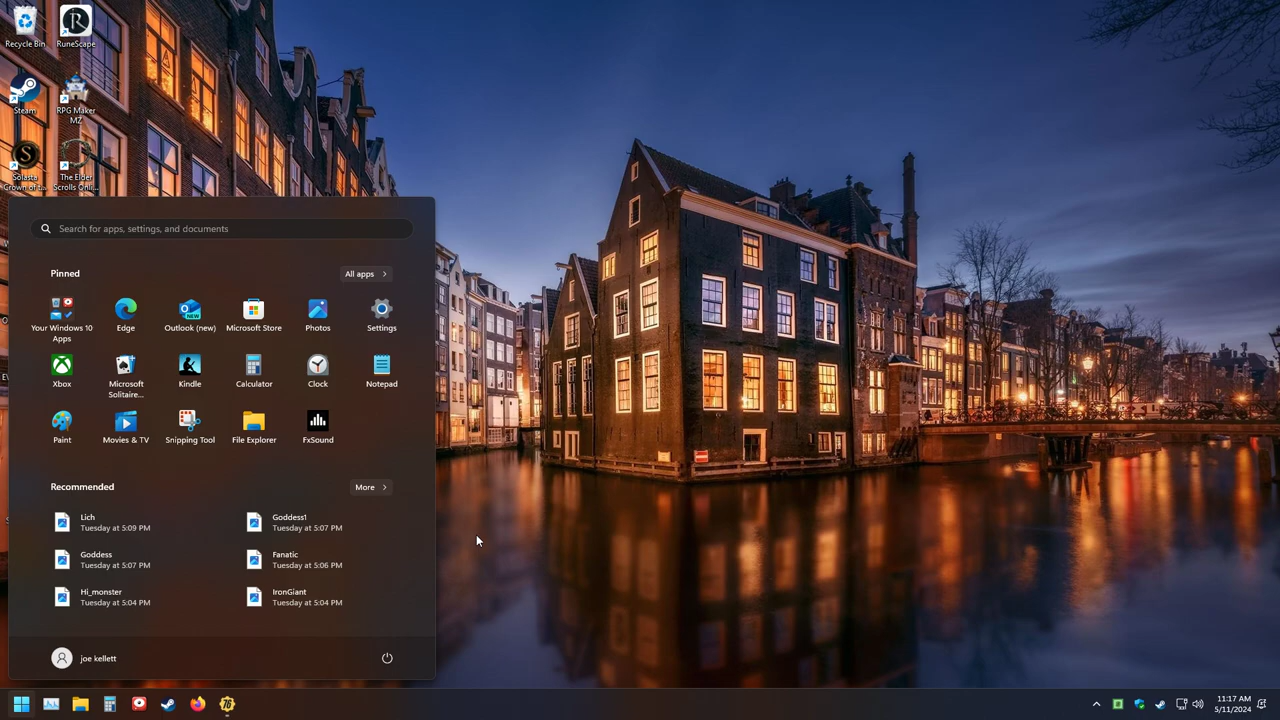 Recycle Bin
RuneScape
Steam
RPG Maker
MZ
Solasta
Crown of t...
The Elder
Scrolls Onli...
Search for apps, settings, and documents
Pinned
All apps
Your Windows 10
Apps
Edge
Outlook (new)
Microsoft Store
Photos
Settings
Xbox
Microsoft
Solitaire...
Kindle
Calculator
Clock
Notepad
Paint
Movies & TV
Snipping Tool
File Explorer
FxSound
Recommended
More
Lich
Tuesday at 5:09 PM
Goddess1
Tuesday at 5:07 PM
Goddess
Tuesday at 5:07 PM
Fanatic
Tuesday at 5:06 PM
Hi_monster
Tuesday at 5:04 PM
IronGiant
Tuesday at 5:04 PM
joe kellett
11:17 AM
5/11/2024